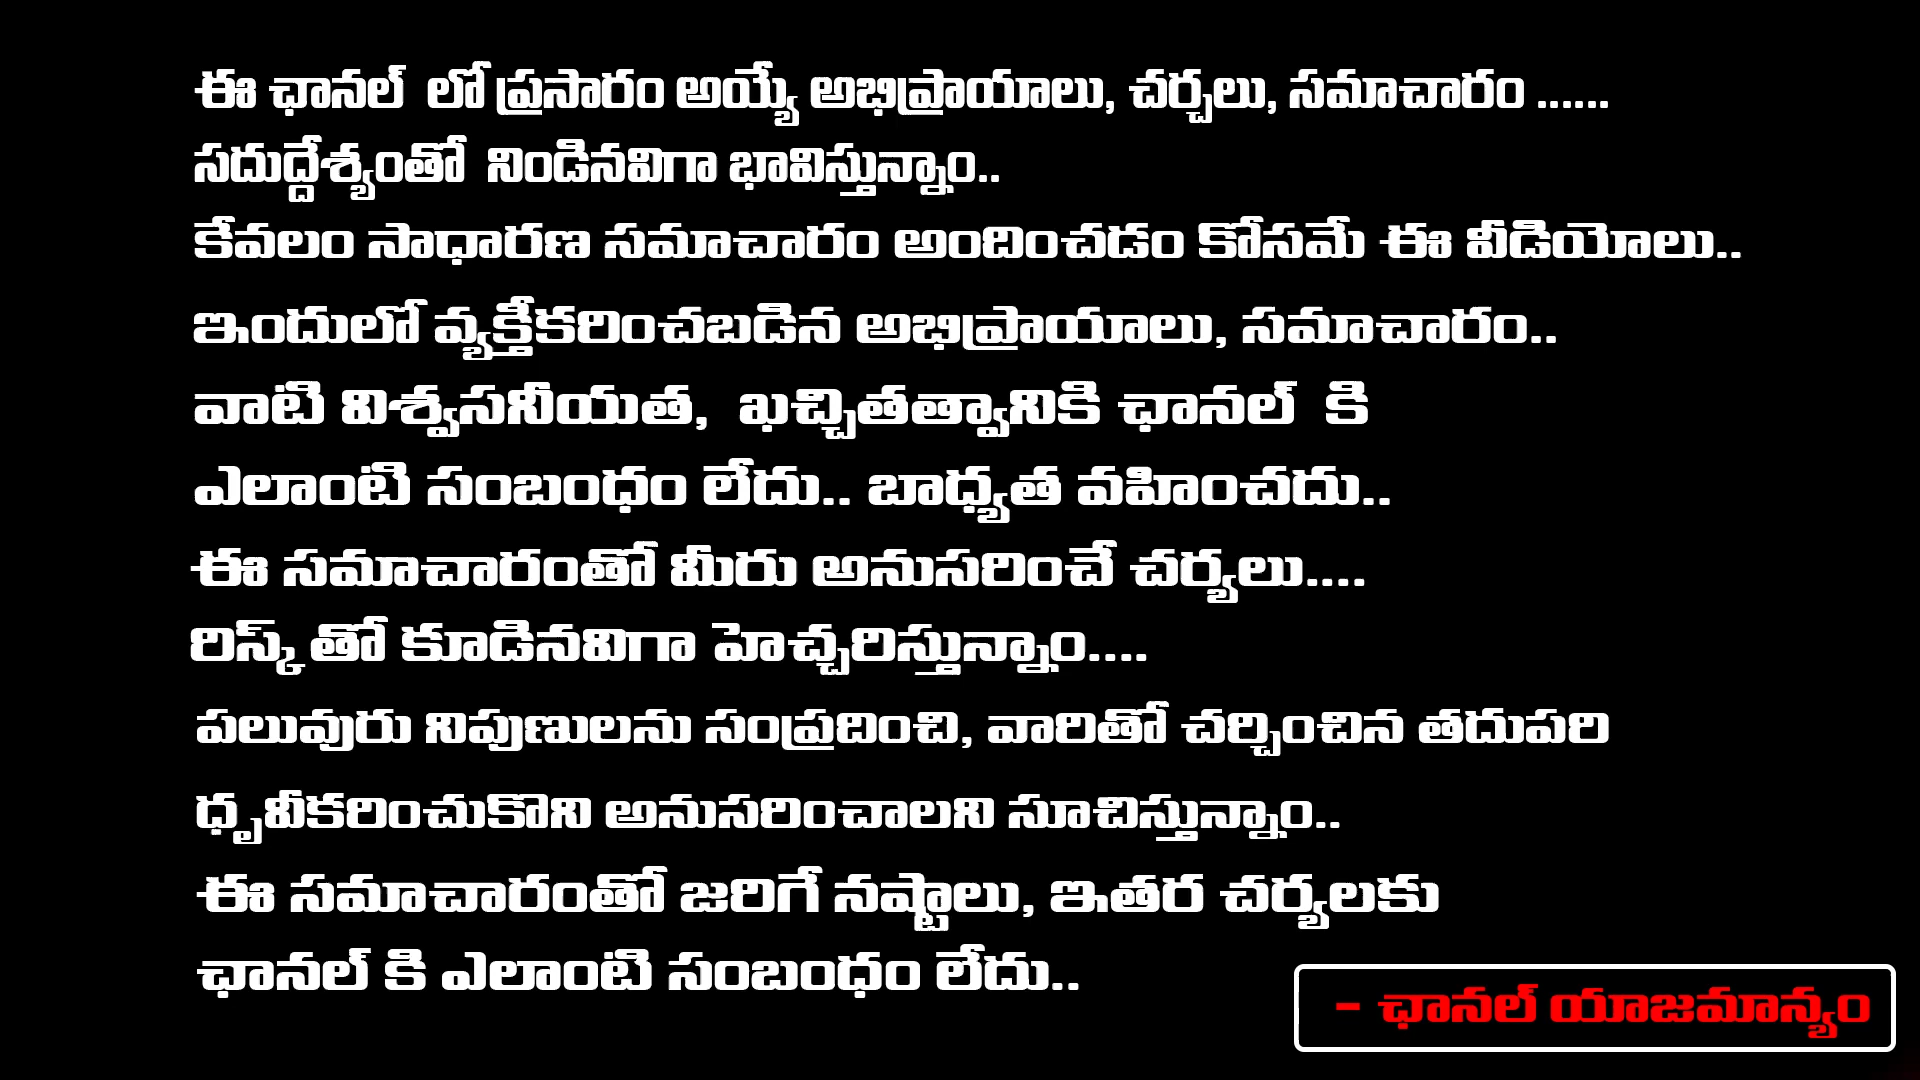 ఈ ఛానల్ లో ప్రసారం అయ్యే అభిప్రాయాలు, చర్చలు, సమాచారం ......
సదుద్దేశ్యంతో నిండినవిగా భావిస్తున్నాం..
కేవలం సాధారణ సమాచారం అందించడం కోసమే ఈ వీడియోలు..
ఇందులో వ్యక్తీకరించబడిన అభిప్రాయాలు, సమాచారం..
వాటి విశ్వసనీయత, ఖచ్చితత్వానికి ఛానల్ కి
ఎలాంటి సంబంధం లేదు.. బాధ్యత వహించదు..
ఈ సమాచారంతో మీరు అనుసరించే చర్యలు....
రిస్క్ తో కూడినవిగా హెచ్చరిస్తున్నాం....
పలువురు నిపుణులను సంప్రదించి, వారితో చర్చించిన తదుపరి
ధృవీకరించుకొని అనుసరించాలని సూచిస్తున్నాం..
ఈ సమాచారంతో జరిగే నష్టాలు, ఇతర చర్యలకు
ఛానల్ కి ఎలాంటి సంబంధం లేదు..
- ఛానల్ యాజమాన్యం